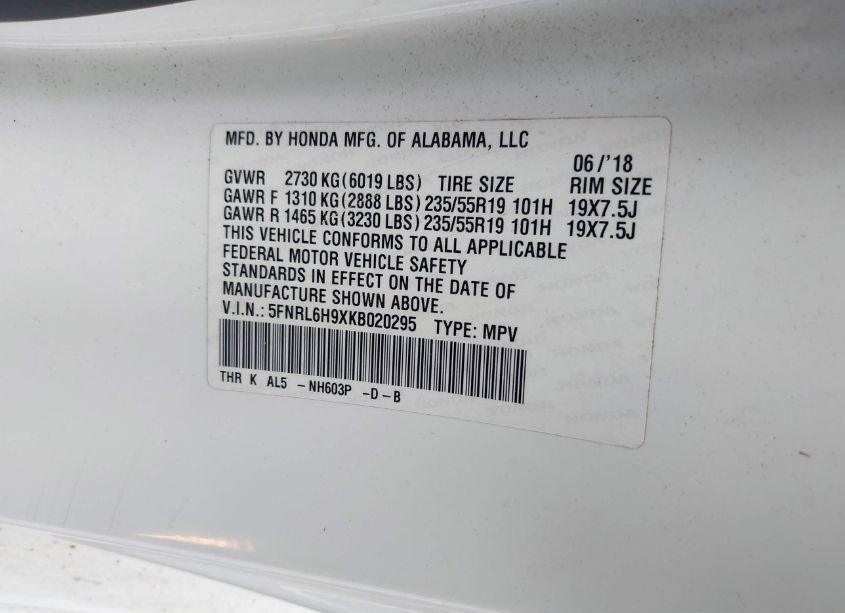 MFD. BY HONDA MFG. OF ALABAMA, LLC
06/'18
GVWR 2730 KG (6019 LBS) TIRE SIZE RIM SIZE
GAWR F 1310 KG (2888 LBS) 235/55R19 101H 19X7.5J
GAWR R 1465 KG (3230 LBS) 235/55R19 101H 19X7.5J
THIS VEHICLE CONFORMS TO ALL APPLICABLE
FEDERAL MOTOR VEHICLE SAFETY
STANDARDS IN EFFECT ON THE DATE OF
MANUFACTURE SHOWN ABOVE.
V.I.N.: 5FNRL6H9XKB020295 TYPE: MPV
THR K AL5 -NH603P -D-B